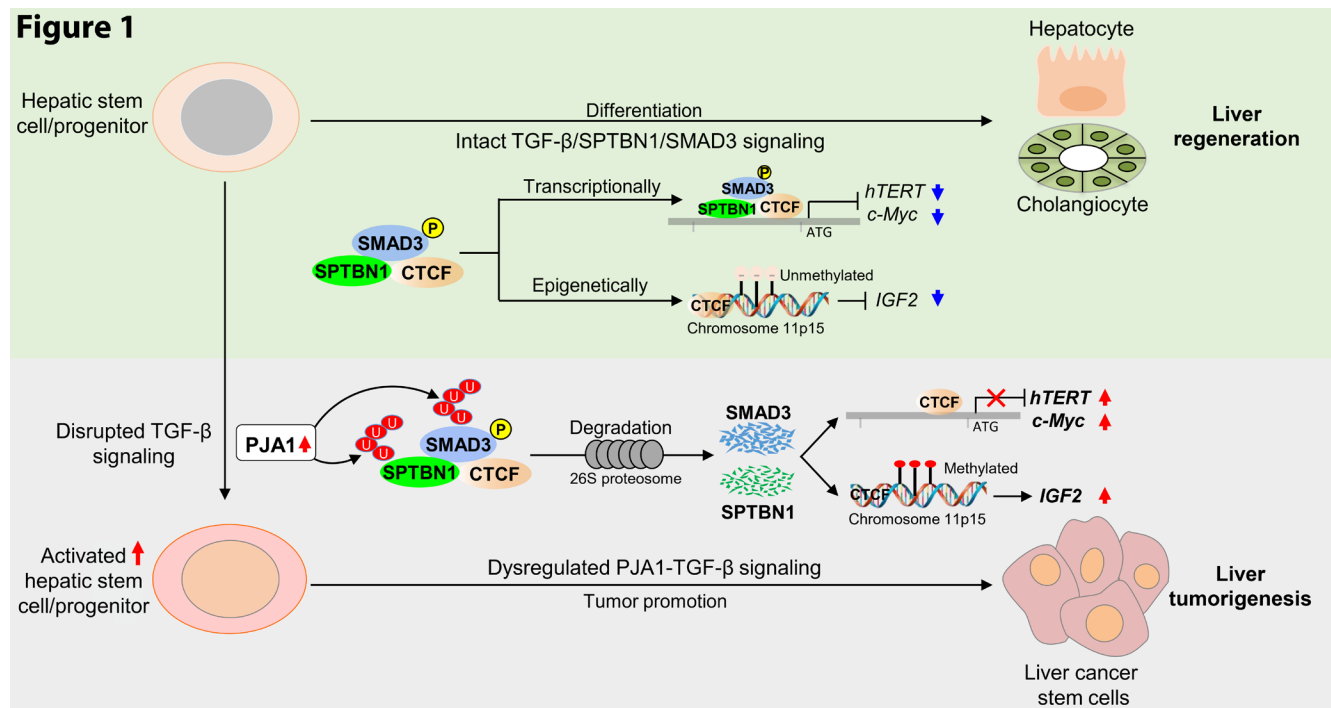 Figure 1
Hepatic stem
cell/progenitor
Differentiation
Intact TGF-β/SPTBN1/SMAD3 signaling
Hepatocyte
Cholangiocyte
Liver
regeneration
SMAD3
P
SPTBN1
CTCF
Transcriptionally
P
SMAD3
SPTBN1
CTCF
ATG
hTERT
c-Myc
Epigenetically
CTCF
Unmethylated
Chromosome 11p15
IGF2
Disrupted TGF-β
signaling
PJA1
U
U
U
U
U
U
U
U
SMAD3
P
SPTBN1
CTCF
Degradation
26S proteosome
SMAD3
SPTBN1
CTCF
ATG
hTERT
c-Myc
CTCF
Methylated
Chromosome 11p15
IGF2
Activated
hepatic stem
cell/progenitor
Dysregulated PJA1-TGF-β signaling
Tumor promotion
Liver cancer
stem cells
Liver
tumorigenesis